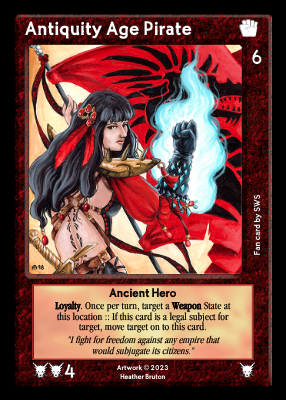 Antiquity Age Pirate
6
Fan card by SWS
Ancient Hero
Loyalty. Once per turn, target a Weapon State at
this location :: If this card is a legal subject for
target, move target on to this card.
"I fight for freedom against any empire that
would subjugate its citizens."
4
Artwork © 2023
Heather Bruton